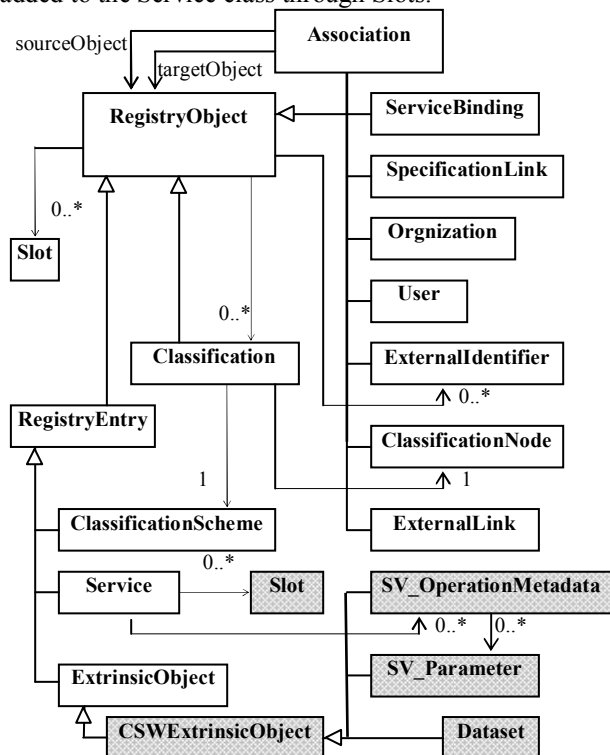 added to the Service class through Slots.
Association
sourceObject
targetObject
RegistryObject
ServiceBinding
SpecificationLink
0..*
Slot
Orgnization
User
0..*
Classification
ExternalIdentifier
0..*
RegistryEntry
ClassificationNode
1
1
ClassificationScheme
ExternalLink
0..*
Service
Slot
SV_OperationMetadata
0..*
0..*
ExtrinsicObject
SV_Parameter
CSWExtrinsicObject
Dataset